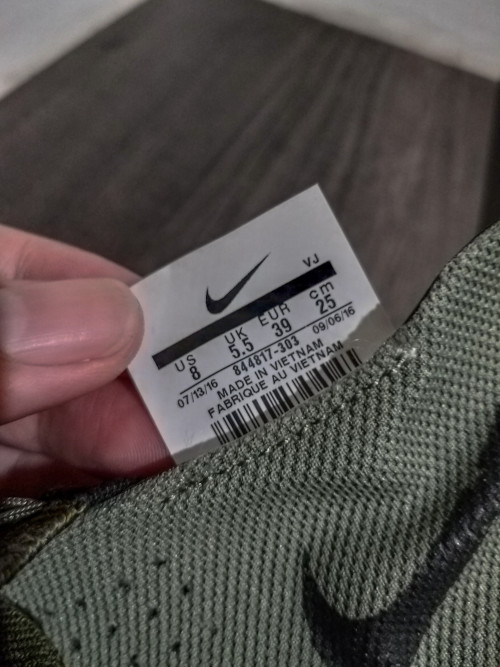 VJ
US UK EUR cm
8 5.5 39 25
07/13/16 844817-303 09/06/16
MADE IN VIETNAM
FABRIQUE AU VIETNAM